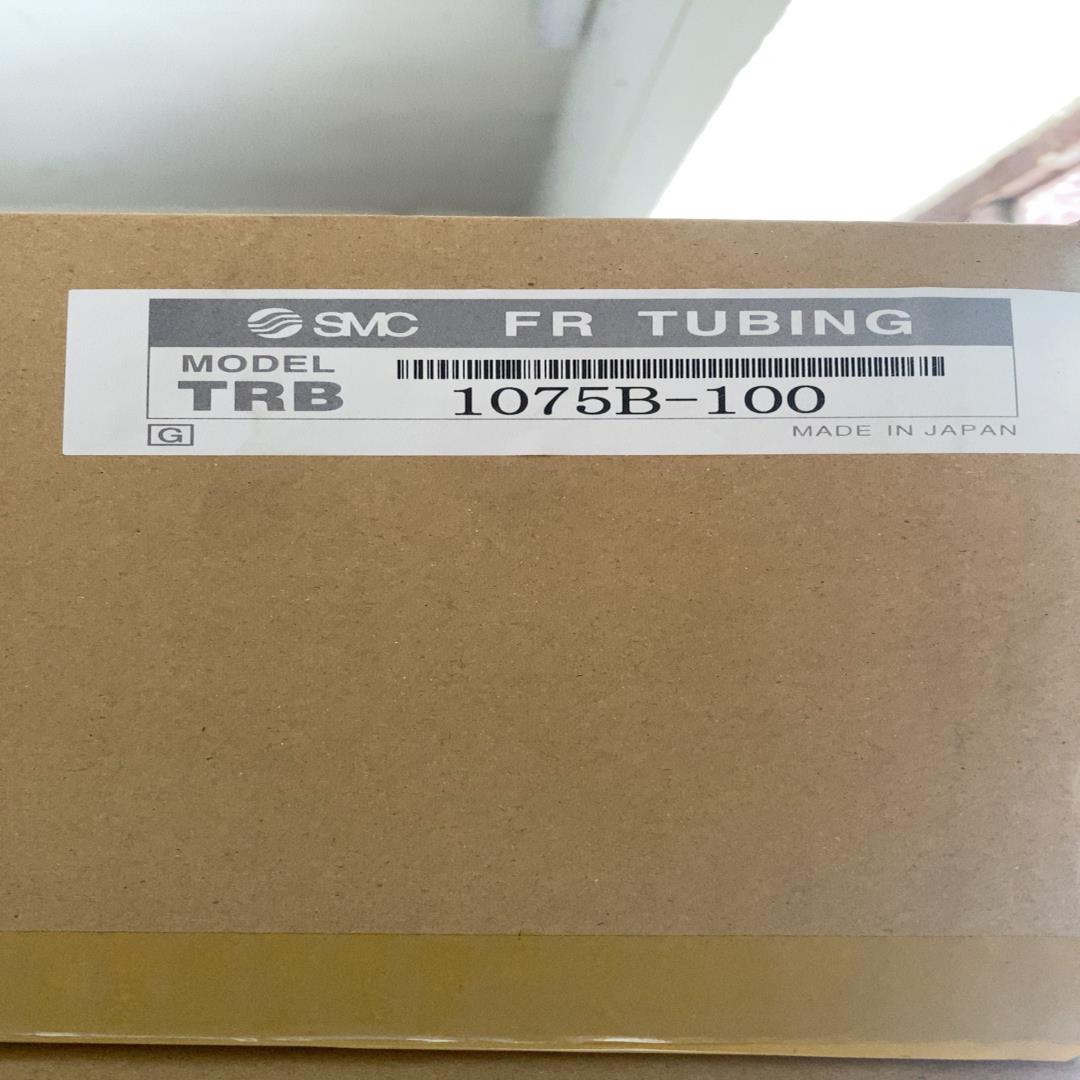 SMC FR TUBING
MODEL
TRB 1075B-100
G MADE IN JAPAN